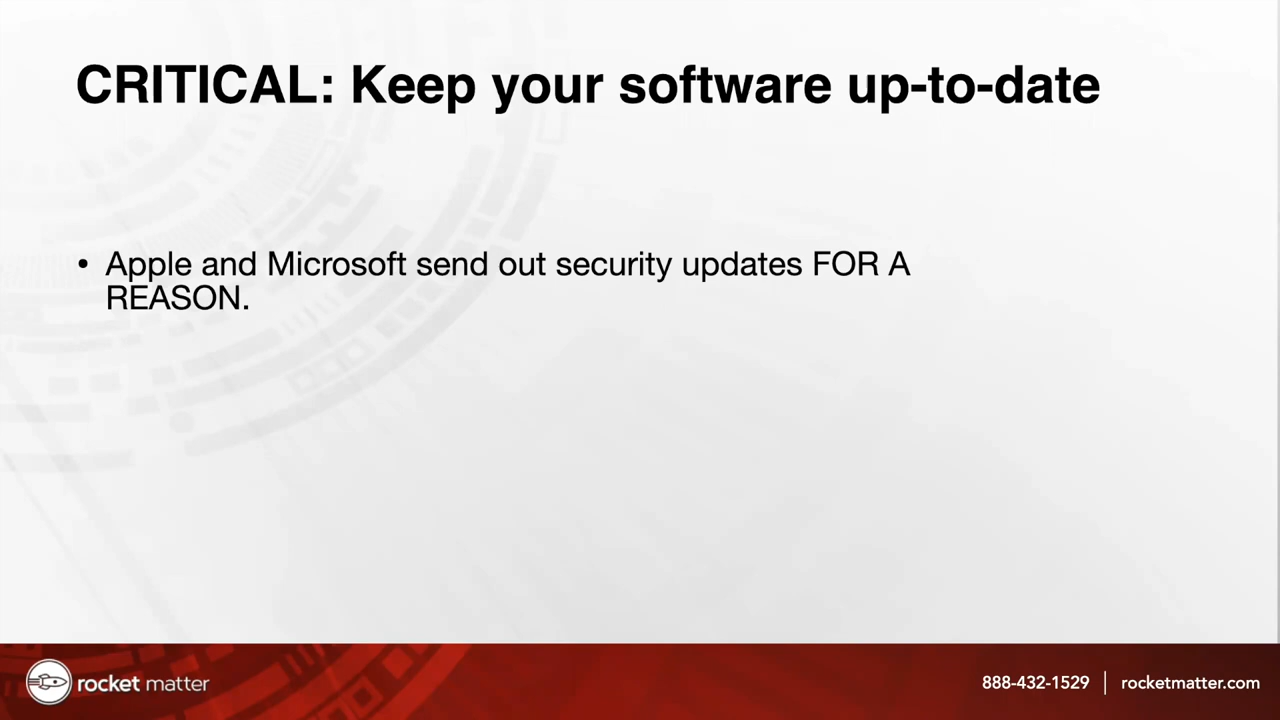 CRITICAL: Keep your software up-to-date
• Apple and Microsoft send out security updates FOR A
REASON.
rocket matter
888-432-1529 | rocketmatter.com